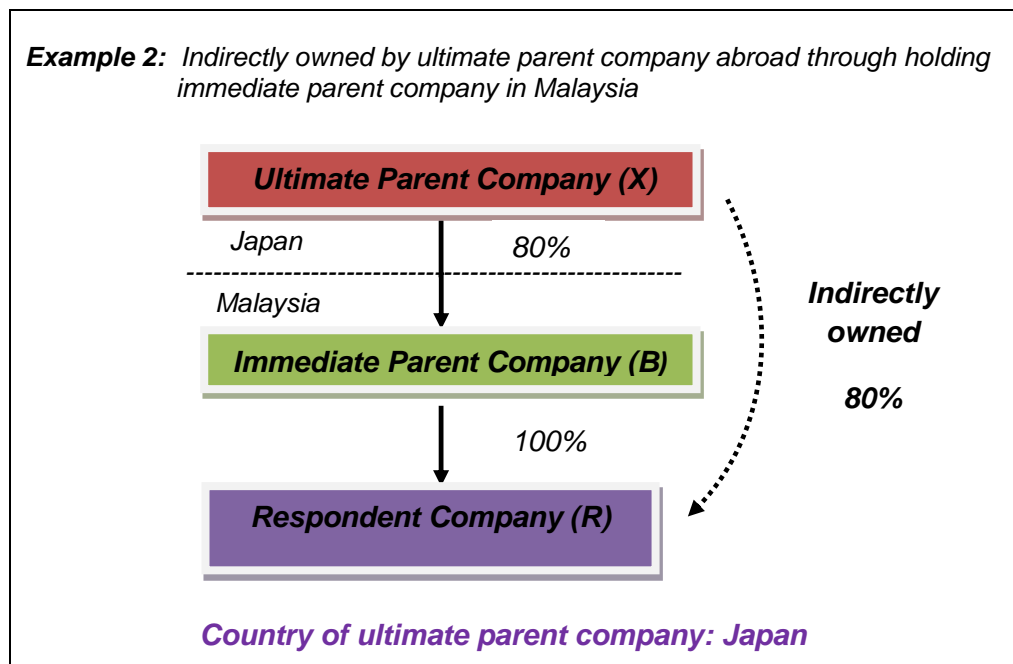 Example 2: Indirectly owned by ultimate parent company abroad through holding
immediate parent company in Malaysia
Ultimate Parent Company (X)
Japan
80%
Malaysia
Indirectly
owned
80%
Immediate Parent Company (B)
100%
Respondent Company (R)
Country of ultimate parent company: Japan